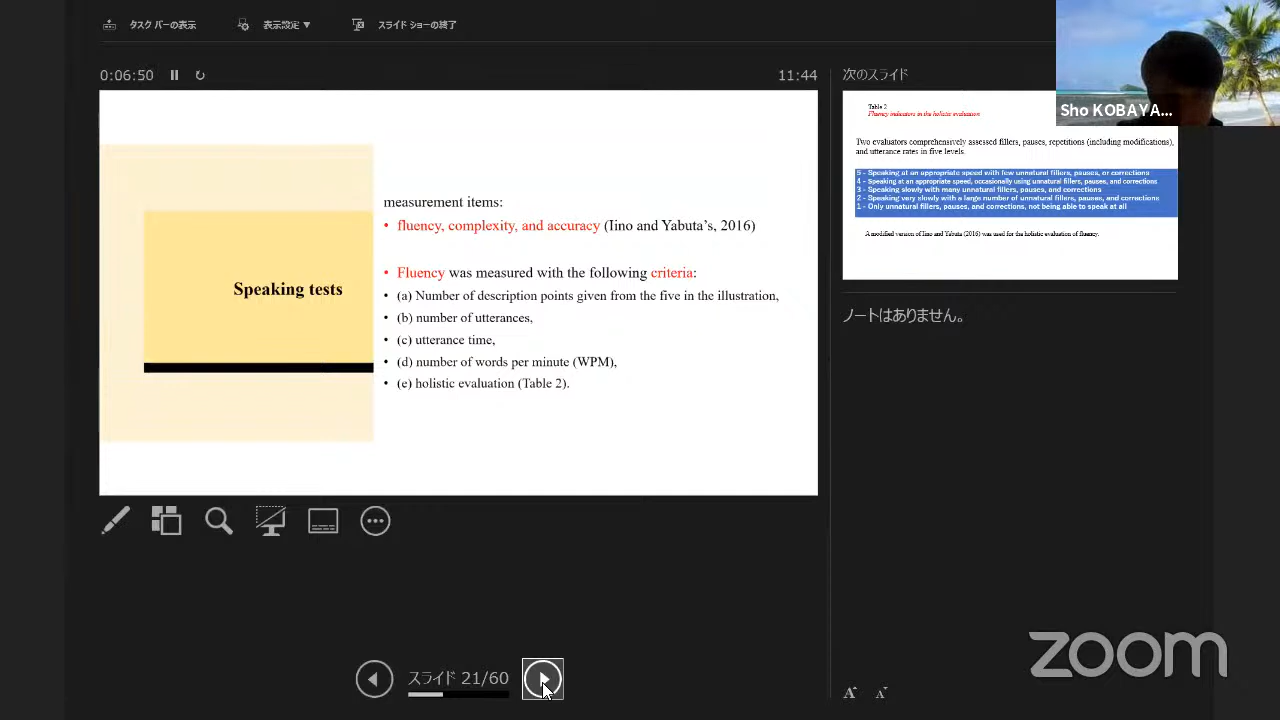 タスク バーの表示
表示設定 ▼
スライド ショーの終了
0:06:50
11:44
次のスライド
Sho KOBAYA...
Speaking tests
measurement items:
• fluency, complexity, and accuracy (Iino and Yabuta's, 2016)
• Fluency was measured with the following criteria:
• (a) Number of description points given from the five in the illustration,
• (b) number of utterances,
• (c) utterance time,
• (d) number of words per minute (WPM),
• (e) holistic evaluation (Table 2).
Table 2
Fluency indicators in the holistic evaluation
Two evaluators comprehensively assessed fillers, pauses, repetitions (including modifications),
and utterance rates in five levels.
5 - Speaking at an appropriate speed with few unnatural fillers, pauses, or corrections
4 - Speaking at an appropriate speed, occasionally using unnatural fillers, pauses, and corrections
3 - Speaking slowly with many unnatural fillers, pauses, and corrections
2 - Speaking very slowly with a large number of unnatural fillers, pauses, and corrections
1 - Only unnatural fillers, pauses, and corrections, not being able to speak at all
A modified version of Iino and Yabuta (2016) was used for the holistic evaluation of fluency.
ノートはありません。
スライド 21/60
zoom
A A